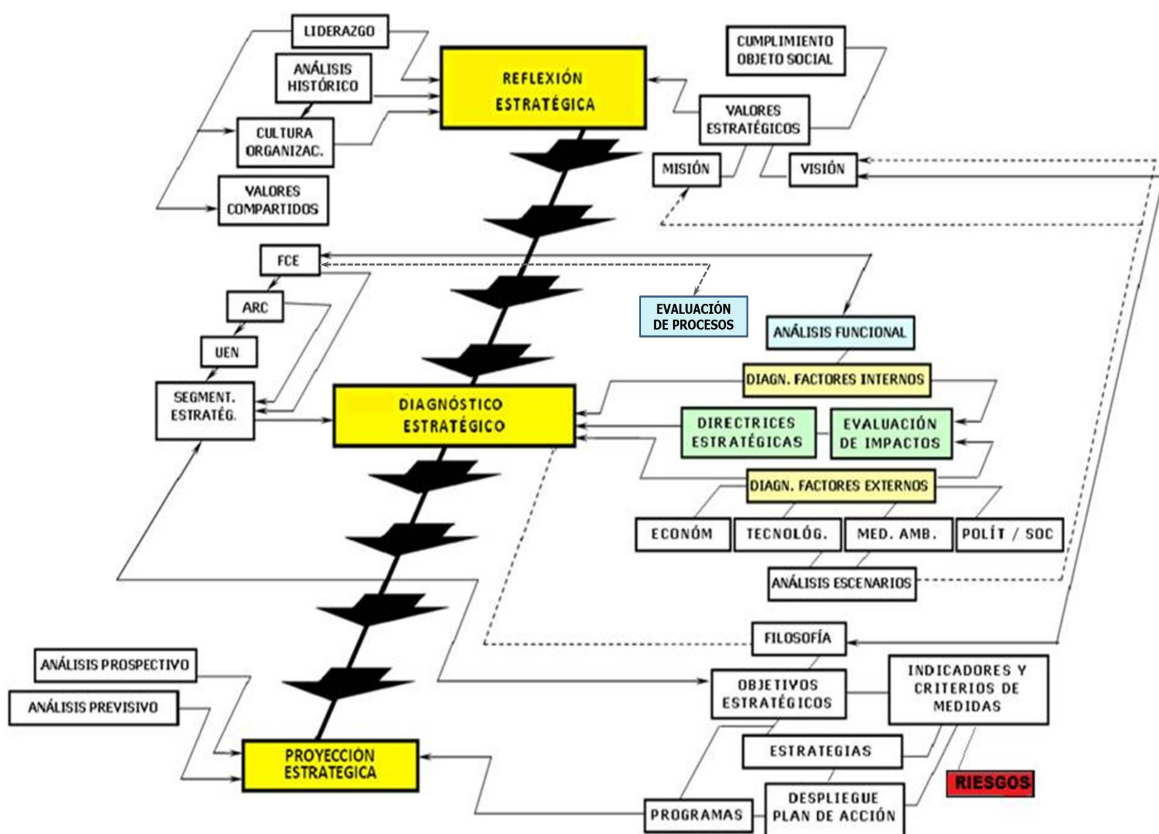 LIDERAZGO
ANÁLISIS
HISTÓRICO
CULTURA
ORGANIZAC.
VALORES
COMPARTIDOS
REFLEXIÓN
ESTRATÉGICA
CUMPLIMIENTO
OBJETO SOCIAL
VALORES
ESTRATÉGICOS
MISIÓN
VISIÓN
FCE
ARC
UEN
SEGMENT.
ESTRATÉG.
EVALUACIÓN
DE PROCESOS
ANÁLISIS FUNCIONAL
DIAGN. FACTORES INTERNOS
DIAGNÓSTICO
ESTRATÉGICO
DIRECTRICES
ESTRATÉGICAS
EVALUACIÓN
DE IMPACTOS
DIAGN. FACTORES EXTERNOS
ECONÓM
TECNOLÓG.
MED. AMB.
POLÍT / SOC
ANÁLISIS ESCENARIOS
FILOSOFÍA
OBJETIVOS
ESTRATÉGICOS
INDICADORES Y
CRITERIOS DE
MEDIDAS
ANÁLISIS PROSPECTIVO
ANÁLISIS PREVISIVO
PROYECCIÓN
ESTRATEGICA
ESTRATEGIAS
RIESGOS
PROGRAMAS
DESPLIEGUE
PLAN DE ACCIÓN